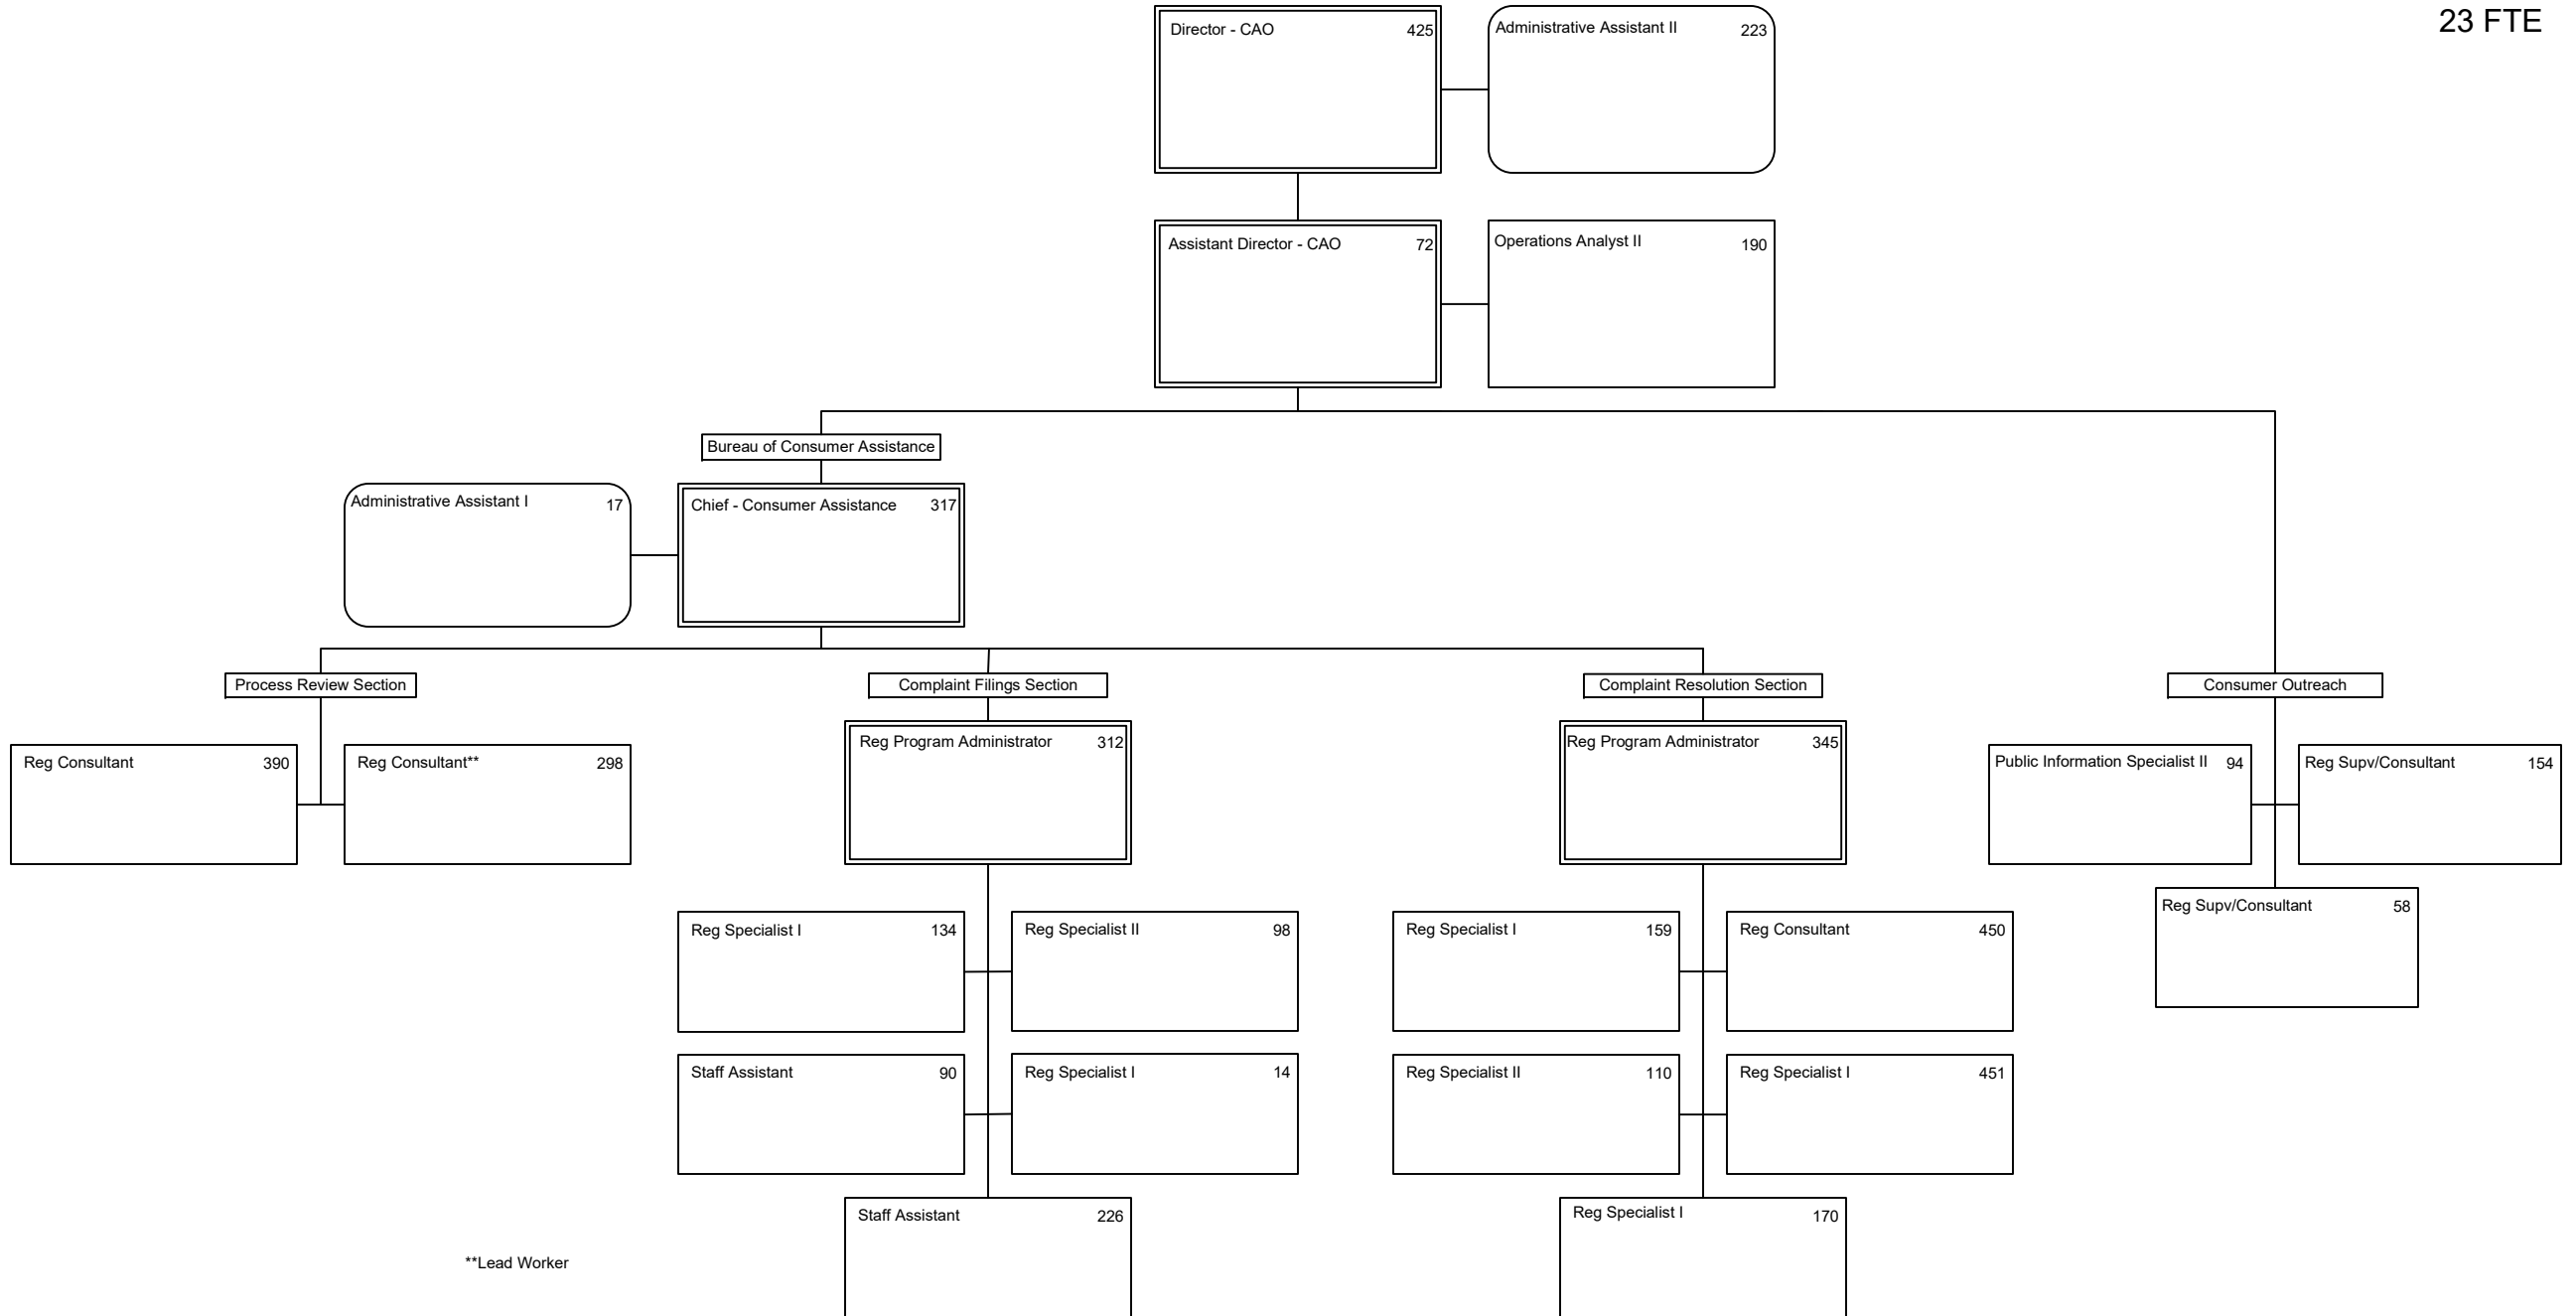 23 FTE
Director - CAO 425
Administrative Assistant II 223
Assistant Director - CAO 72
Operations Analyst II 190
Bureau of Consumer Assistance
Administrative Assistant I 17
Chief - Consumer Assistance 317
Process Review Section
Complaint Filings Section
Complaint Resolution Section
Consumer Outreach
Reg Consultant 390
Reg Consultant** 298
Reg Program Administrator 312
Reg Program Administrator 345
Public Information Specialist II 94
Reg Supv/Consultant 154
Reg Supv/Consultant 58
Reg Specialist I 134
Reg Specialist II 98
Reg Specialist I 159
Reg Consultant 450
Staff Assistant 90
Reg Specialist I 14
Reg Specialist II 110
Reg Specialist I 451
Staff Assistant 226
Reg Specialist I 170
**Lead Worker